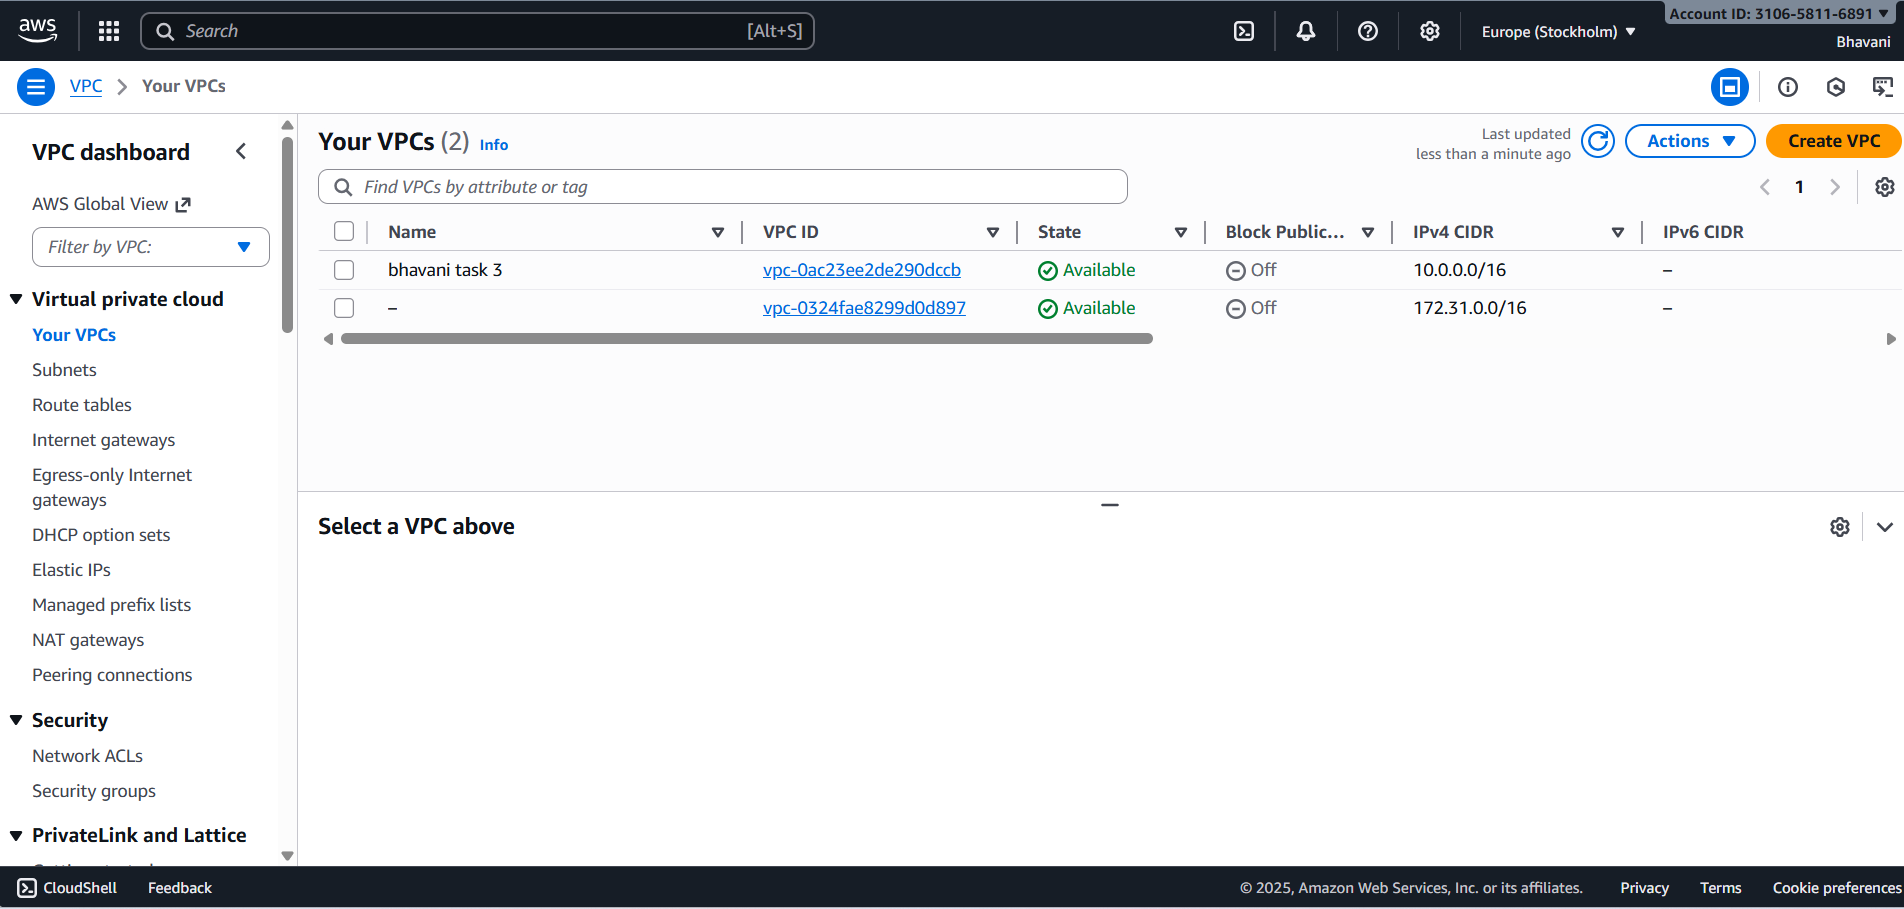 aws
Search [Alt+S]
Europe (Stockholm)
Account ID: 3106-5811-6891
Bhavani
VPC
Your VPCs
VPC dashboard
AWS Global View
Filter by VPC:
Virtual private cloud
Your VPCs
Subnets
Route tables
Internet gateways
Egress-only Internet
gateways
DHCP option sets
Elastic IPs
Managed prefix lists
NAT gateways
Peering connections
Security
Network ACLs
Security groups
PrivateLink and Lattice
Your VPCs (2) Info
Last updated
less than a minute ago
Actions
Create VPC
Find VPCs by attribute or tag
1
Name VPC ID State Block Public... IPv4 CIDR IPv6 CIDR
bhavani task 3 vpc-0ac23ee2de290dccb Available Off 10.0.0.0/16 –
– vpc-0324fae8299d0d897 Available Off 172.31.0.0/16 –
Select a VPC above
CloudShell Feedback © 2025, Amazon Web Services, Inc. or its affiliates. Privacy Terms Cookie preferences